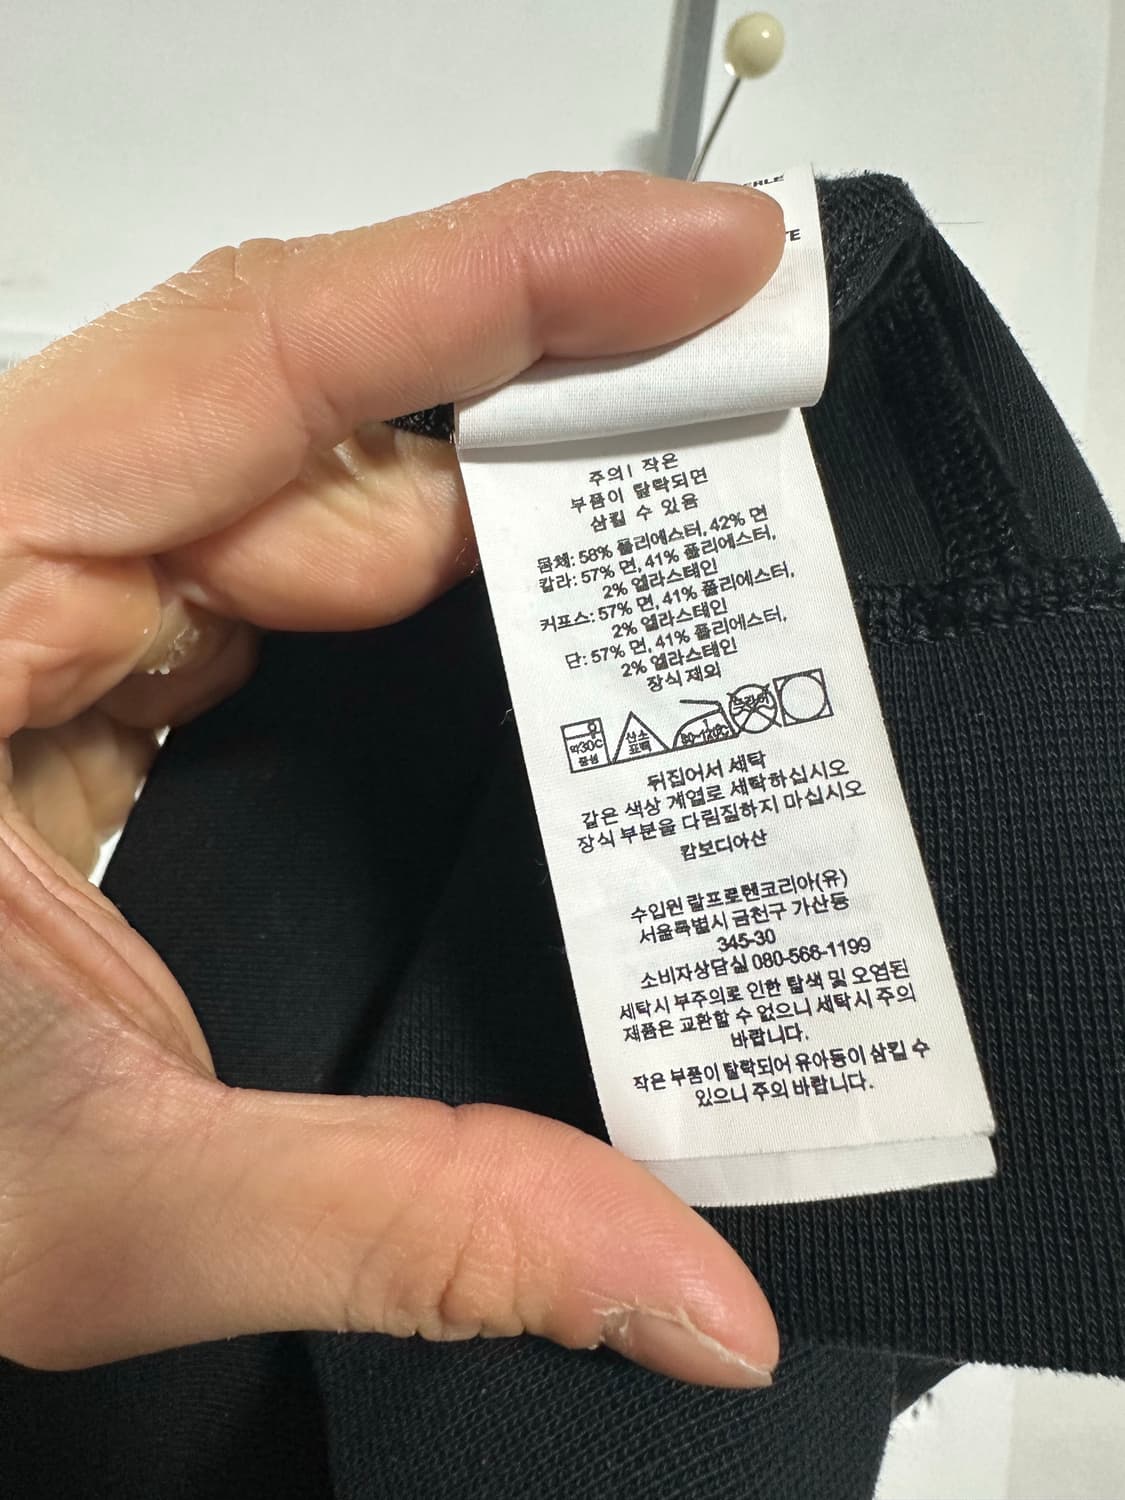 TE
주의! 작은
부품이 탈락되면
삼킬 수 있음
몸체: 58% 폴리에스터, 42% 면
칼라: 57% 면, 41% 폴리에스터,
2% 엘라스테인
커프스: 57% 면, 41% 폴리에스터,
2% 엘라스테인
단: 57% 면, 41% 폴리에스터,
2% 엘라스테인
장식 제외
약30℃
중성
산소
표백
80~120℃
드라이
뒤집어서 세탁
같은 색상 계열로 세탁하십시오
장식 부분을 다림질하지 마십시오
캄보디아산
수입원 랄프로렌코리아(유)
서울특별시 금천구 가산동
345-30
소비자상담실 080-566-1199
세탁시 부주의로 인한 탈색 및 오염된
제품은 교환할 수 없으니 세탁시 주의
바랍니다.
작은 부품이 탈락되어 유아등이 삼킬 수
있으니 주의 바랍니다.